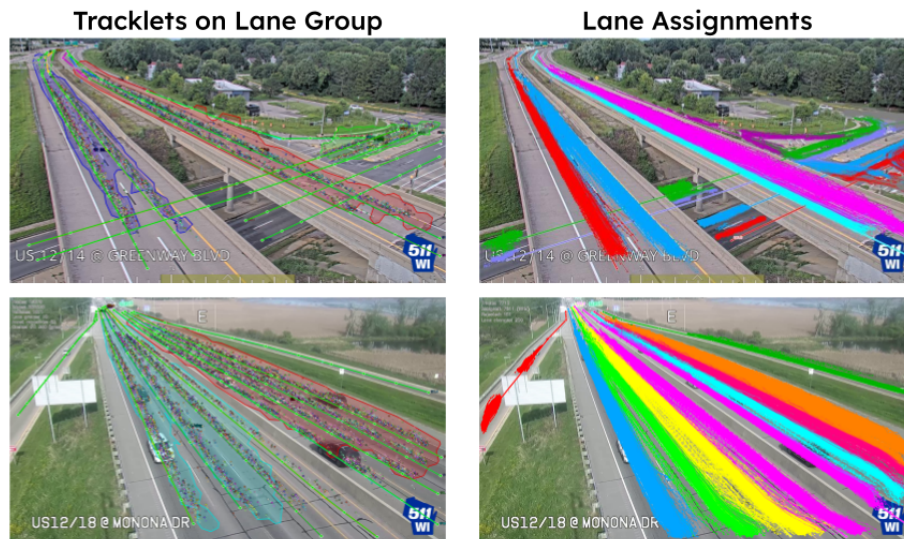 Tracklets on Lane Group
Lane Assignments
US 12/14 @ GREENWAY BLVD
511
WI
US 12/14 @ GREENWAY BLVD
511
WI
E
US12/18 @ MONONA DR
511
WI
E
US12/18 @ MONONA DR
511
WI